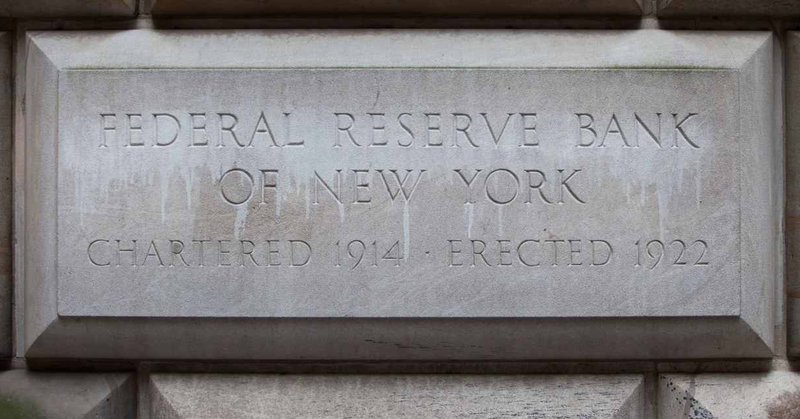 FEDERAL RESERVE BANK
OF NEW YORK
CHARTERED 1914 · ERECTED 1922